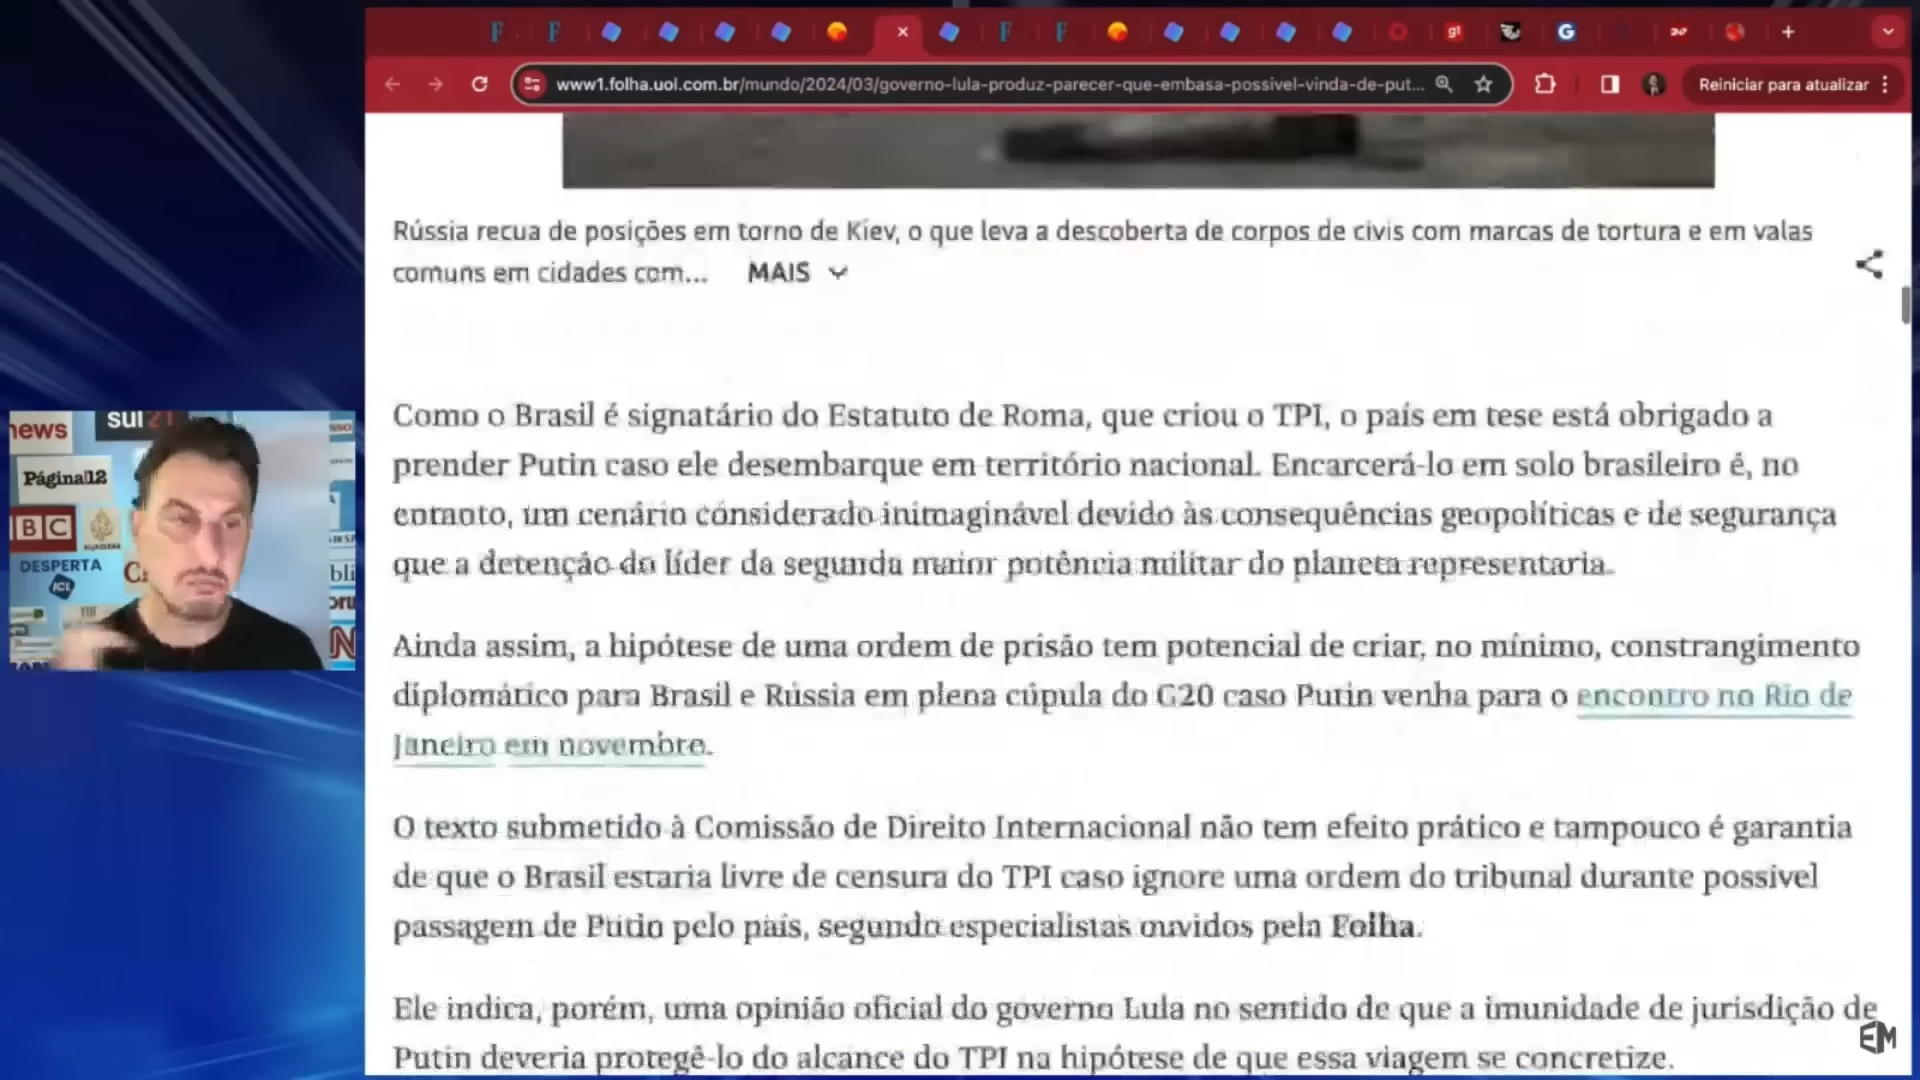 www1.folha.uol.com.br/mundo/2024/03/governo-lula-produz-parecer-que-embasa-possivel-vinda-de-put...
Reiniciar para atualizar
Rússia recua de posições em torno de Kiev, o que leva a descoberta de corpos de civis com marcas de tortura e em valas
comuns em cidades com... MAIS
Como o Brasil é signatário do Estatuto de Roma, que criou o TPI, o país em tese está obrigado a
prender Putin caso ele desembarque em território nacional. Encarcerá-lo em solo brasileiro é, no
entanto, um cenário considerado inimaginável devido às consequências geopolíticas e de segurança
que a detenção do líder da segunda maior potência militar do planeta representaria.
Ainda assim, a hipótese de uma ordem de prisão tem potencial de criar, no mínimo, constrangimento
diplomático para Brasil e Rússia em plena cúpula do G20 caso Putin venha para o encontro no Rio de
Janeiro em novembro.
O texto submetido à Comissão de Direito Internacional não tem efeito prático e tampouco é garantia
de que o Brasil estaria livre de censura do TPI caso ignore uma ordem do tribunal durante possível
passagem de Putin pelo país, segundo especialistas ouvidos pela Folha.
Ele indica, porém, uma opinião oficial do governo Lula no sentido de que a imunidade de jurisdição de
Putin deveria protegê-lo do alcance do TPI na hipótese de que essa viagem se concretize.
news
sul 21
Página12
BBC
ALJAZEERA
DESPERTA
ICL
EM
g1